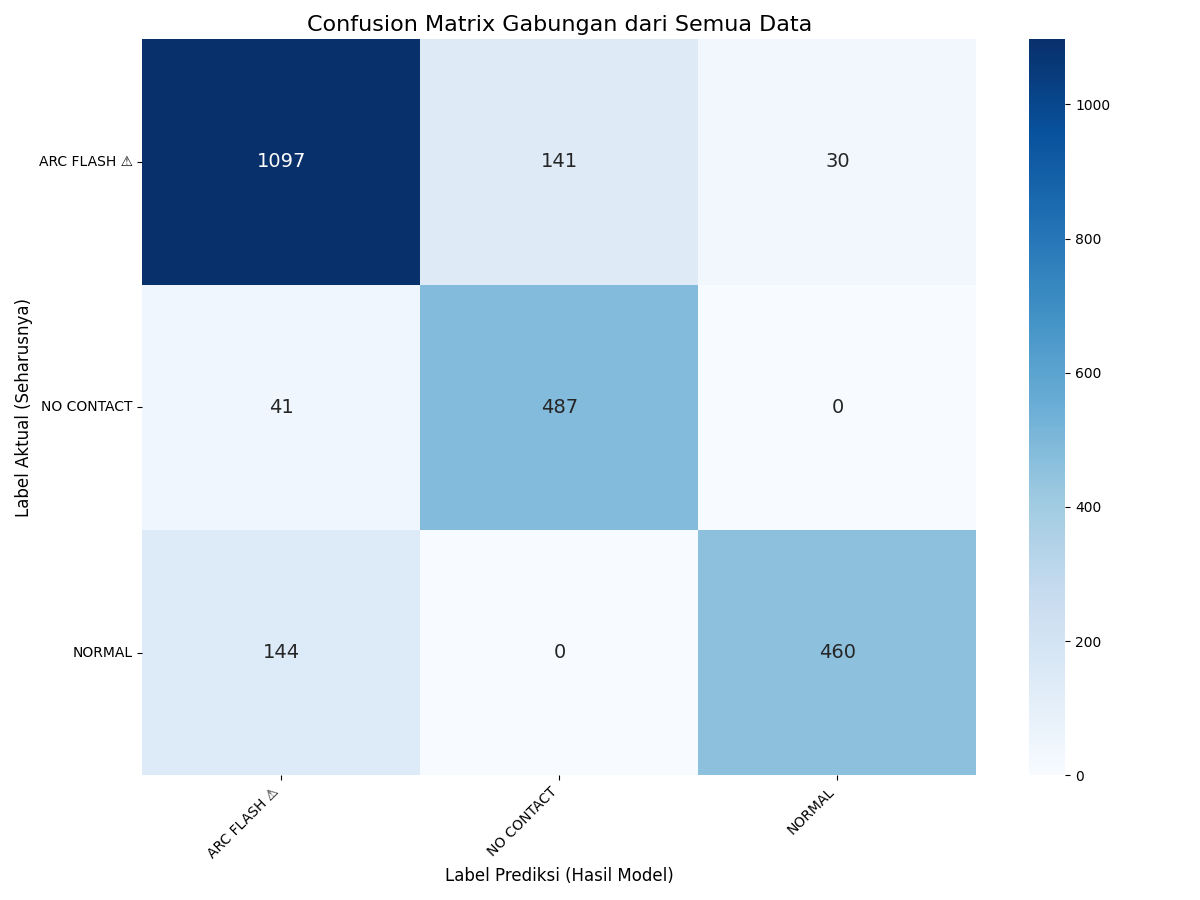 Confusion Matrix Gabungan dari Semua Data
Label Aktual (Seharusnya)
ARC FLASH ⚠
1097
141
30
NO CONTACT
41
487
0
NORMAL
144
0
460
ARC FLASH ⚠
NO CONTACT
NORMAL
Label Prediksi (Hasil Model)
1000
800
600
400
200
0